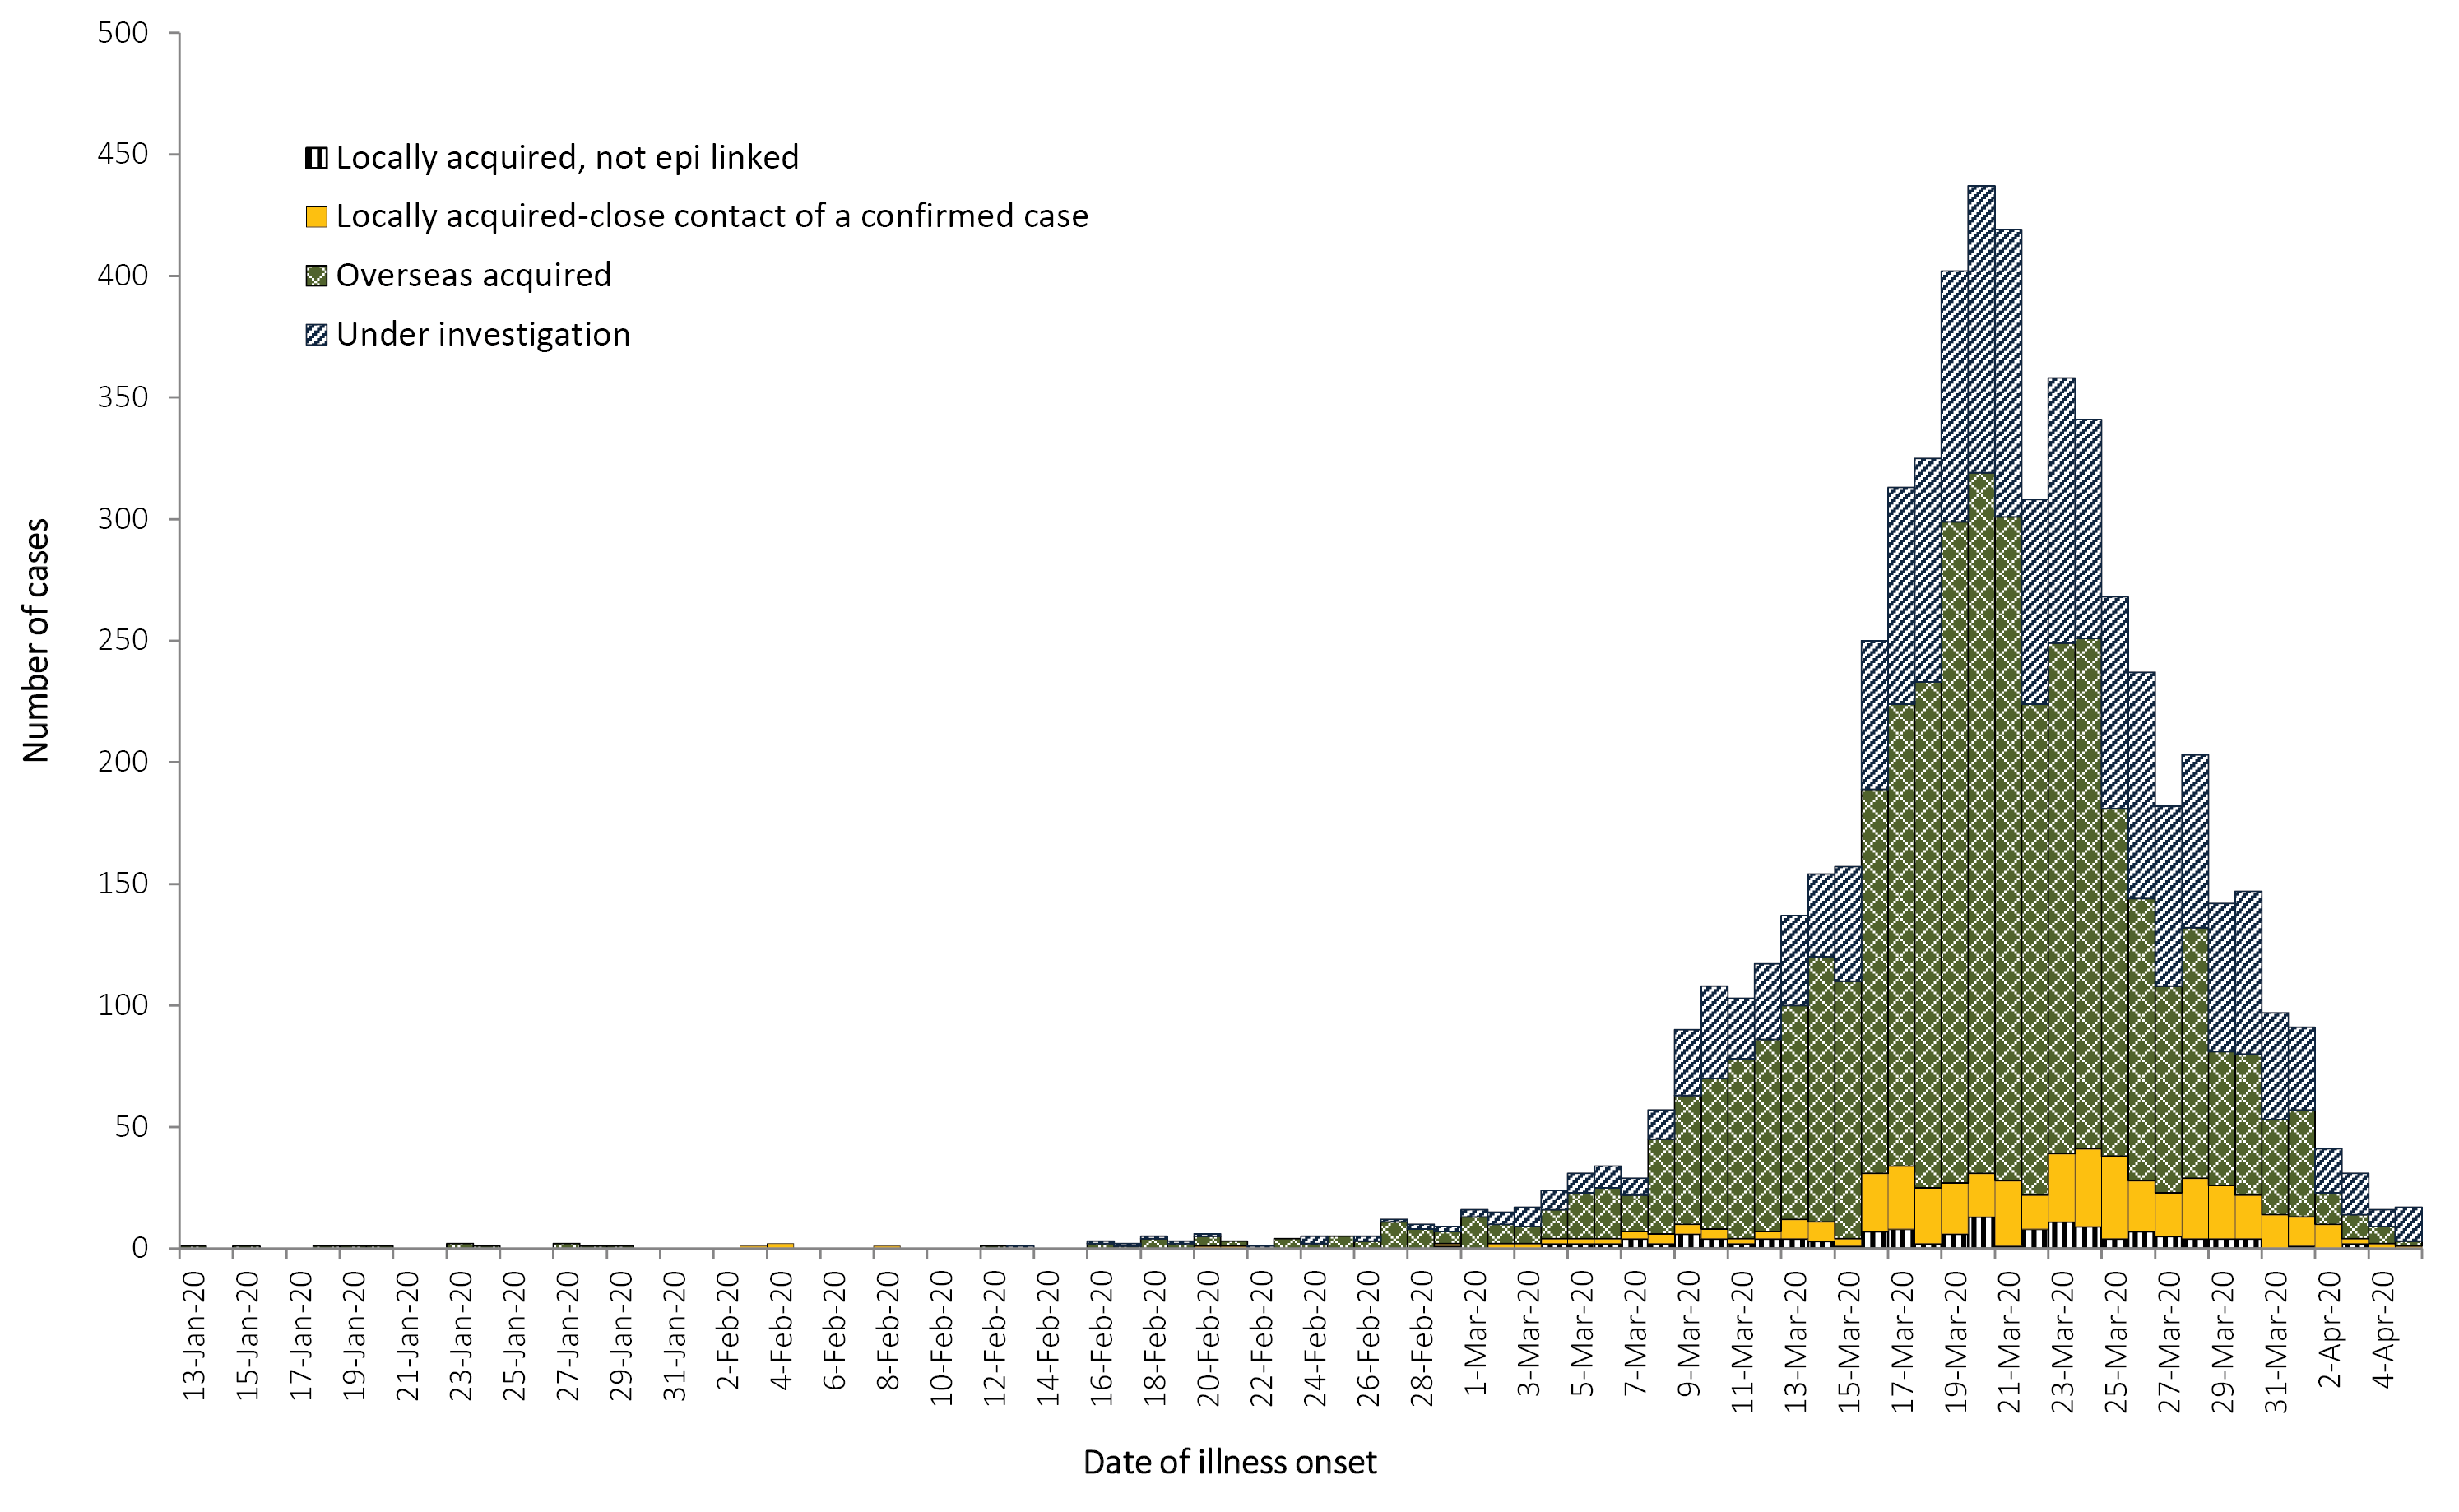 500
450
400
350
300
250
200
150
100
50
0
Number of cases
Locally acquired, not epi linked
Locally acquired-close contact of a confirmed case
Overseas acquired
Under investigation
13-Jan-20
15-Jan-20
17-Jan-20
19-Jan-20
21-Jan-20
23-Jan-20
25-Jan-20
27-Jan-20
29-Jan-20
31-Jan-20
2-Feb-20
4-Feb-20
6-Feb-20
8-Feb-20
10-Feb-20
12-Feb-20
14-Feb-20
16-Feb-20
18-Feb-20
20-Feb-20
22-Feb-20
24-Feb-20
26-Feb-20
28-Feb-20
1-Mar-20
3-Mar-20
5-Mar-20
7-Mar-20
9-Mar-20
11-Mar-20
13-Mar-20
15-Mar-20
17-Mar-20
19-Mar-20
21-Mar-20
23-Mar-20
25-Mar-20
27-Mar-20
29-Mar-20
31-Mar-20
2-Apr-20
4-Apr-20
Date of illness onset